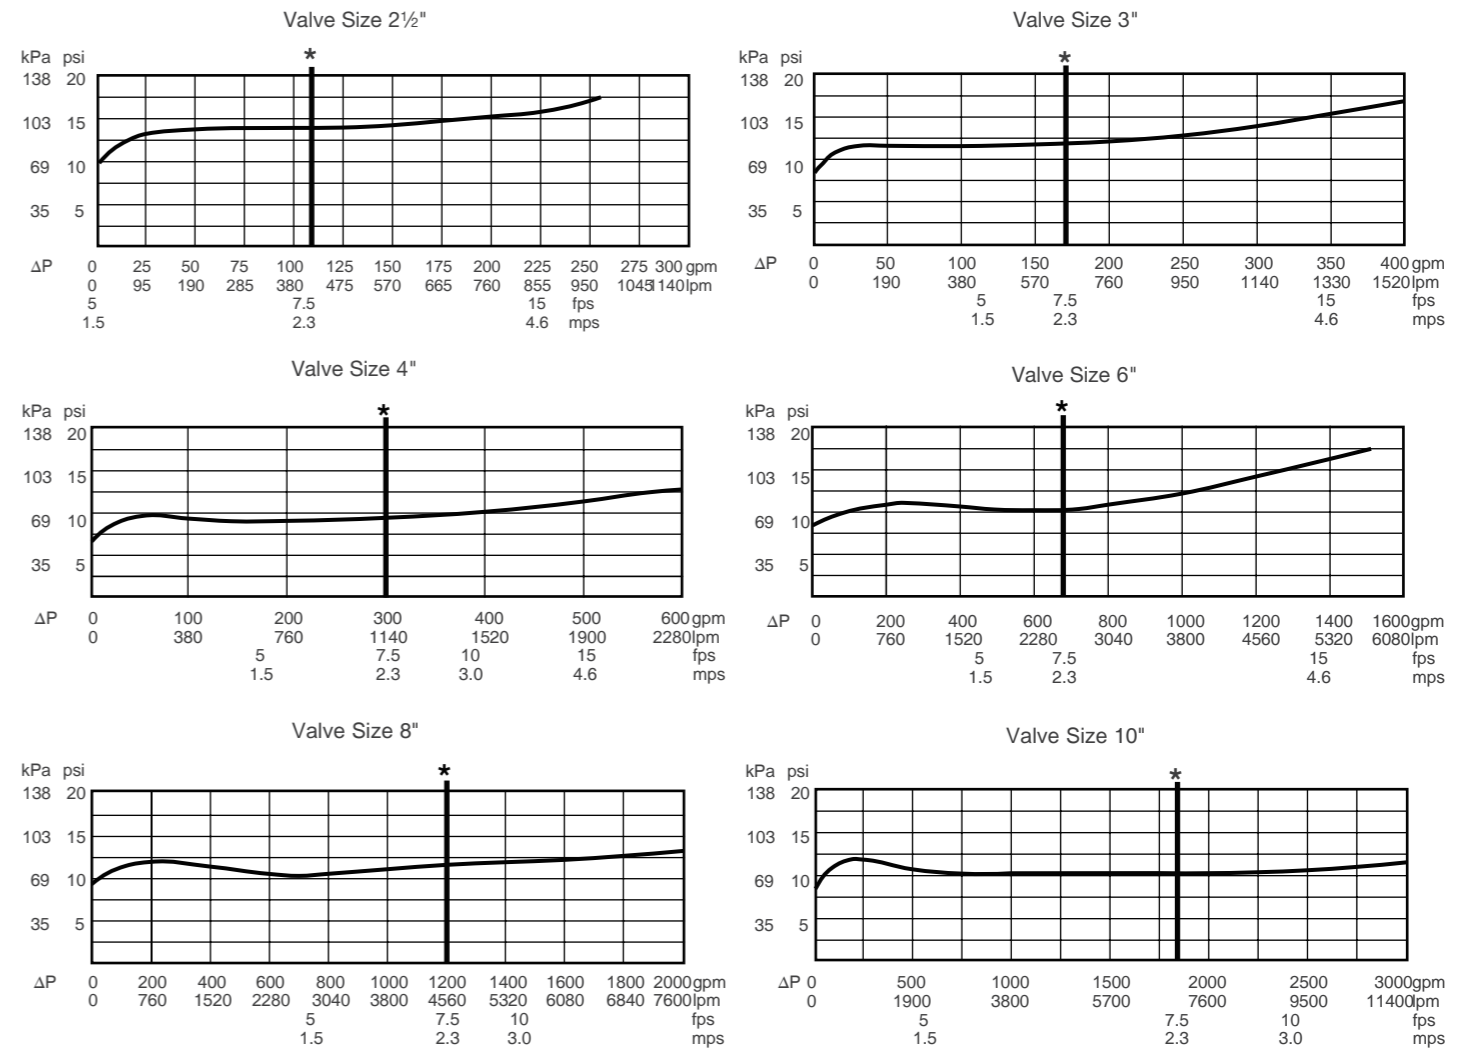 Valve Size 2½"
*
kPa psi
138 20
103 15
69 10
35 5
ΔP 0 25 50 75 100 125 150 175 200 225 250 275 300 gpm
0 95 190 285 380 475 570 665 760 855 950 1045 1140 lpm
5 7.5 15 fps
1.5 2.3 4.6 mps
Valve Size 3"
*
kPa psi
138 20
103 15
69 10
35 5
ΔP 0 50 100 150 200 250 300 350 400 gpm
0 190 380 570 760 950 1140 1330 1520 lpm
5 7.5 15 fps
1.5 2.3 4.6 mps
Valve Size 4"
*
kPa psi
138 20
103 15
69 10
35 5
ΔP 0 100 200 300 400 500 600 gpm
0 380 760 1140 1520 1900 2280 lpm
5 7.5 10 15 fps
1.5 2.3 3.0 4.6 mps
Valve Size 6"
*
kPa psi
138 20
103 15
69 10
35 5
ΔP 0 200 400 600 800 1000 1200 1400 1600 gpm
0 760 1520 2280 3040 3800 4560 5320 6080 lpm
5 7.5 15 fps
1.5 2.3 4.6 mps
Valve Size 8"
*
kPa psi
138 20
103 15
69 10
35 5
ΔP 0 200 400 600 800 1000 1200 1400 1600 1800 2000 gpm
0 760 1520 2280 3040 3800 4560 5320 6080 6840 7600 lpm
5 7.5 10 fps
1.5 2.3 3.0 mps
Valve Size 10"
*
kPa psi
138 20
103 15
69 10
35 5
ΔP 0 500 1000 1500 2000 2500 3000 gpm
0 1900 3800 5700 7600 9500 11400 lpm
5 7.5 10 fps
1.5 2.3 3.0 mps